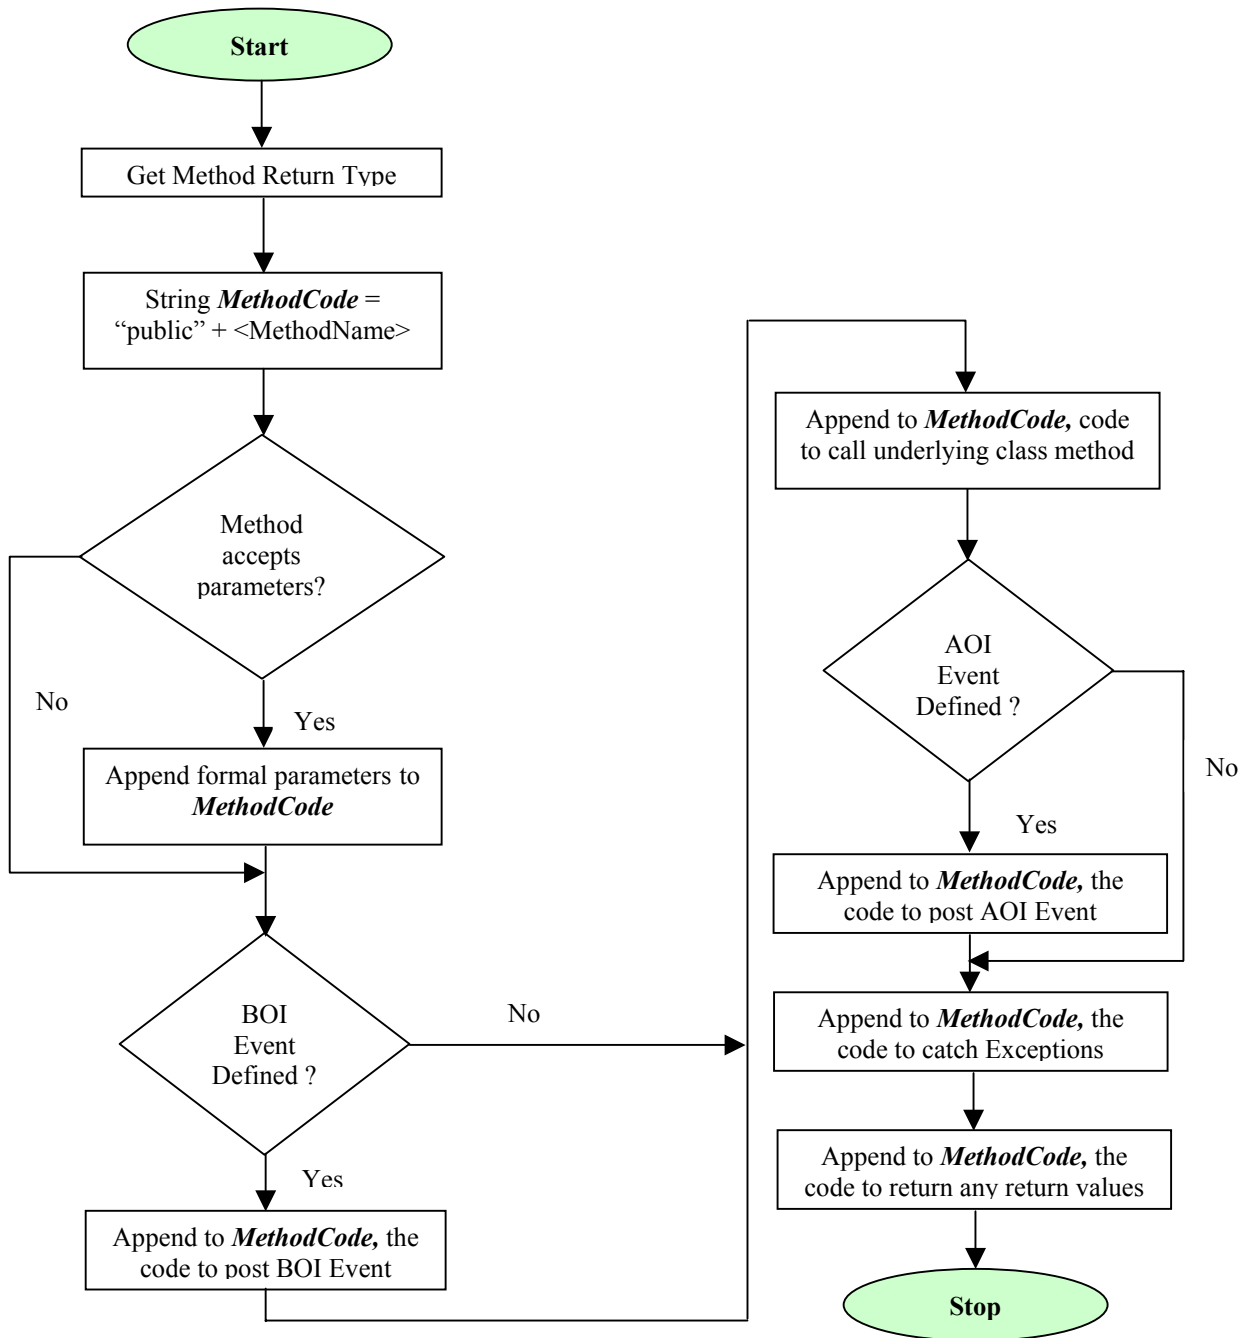 Start
Get Method Return Type
String MethodCode =
“public” + <MethodName>
Method
accepts
parameters?
No
Yes
Append formal parameters to
MethodCode
BOI
Event
Defined ?
No
Yes
Append to MethodCode, the
code to post BOI Event
Append to MethodCode, code
to call underlying class method
AOI
Event
Defined ?
No
Yes
Append to MethodCode, the
code to post AOI Event
Append to MethodCode, the
code to catch Exceptions
Append to MethodCode, the
code to return any return values
Stop